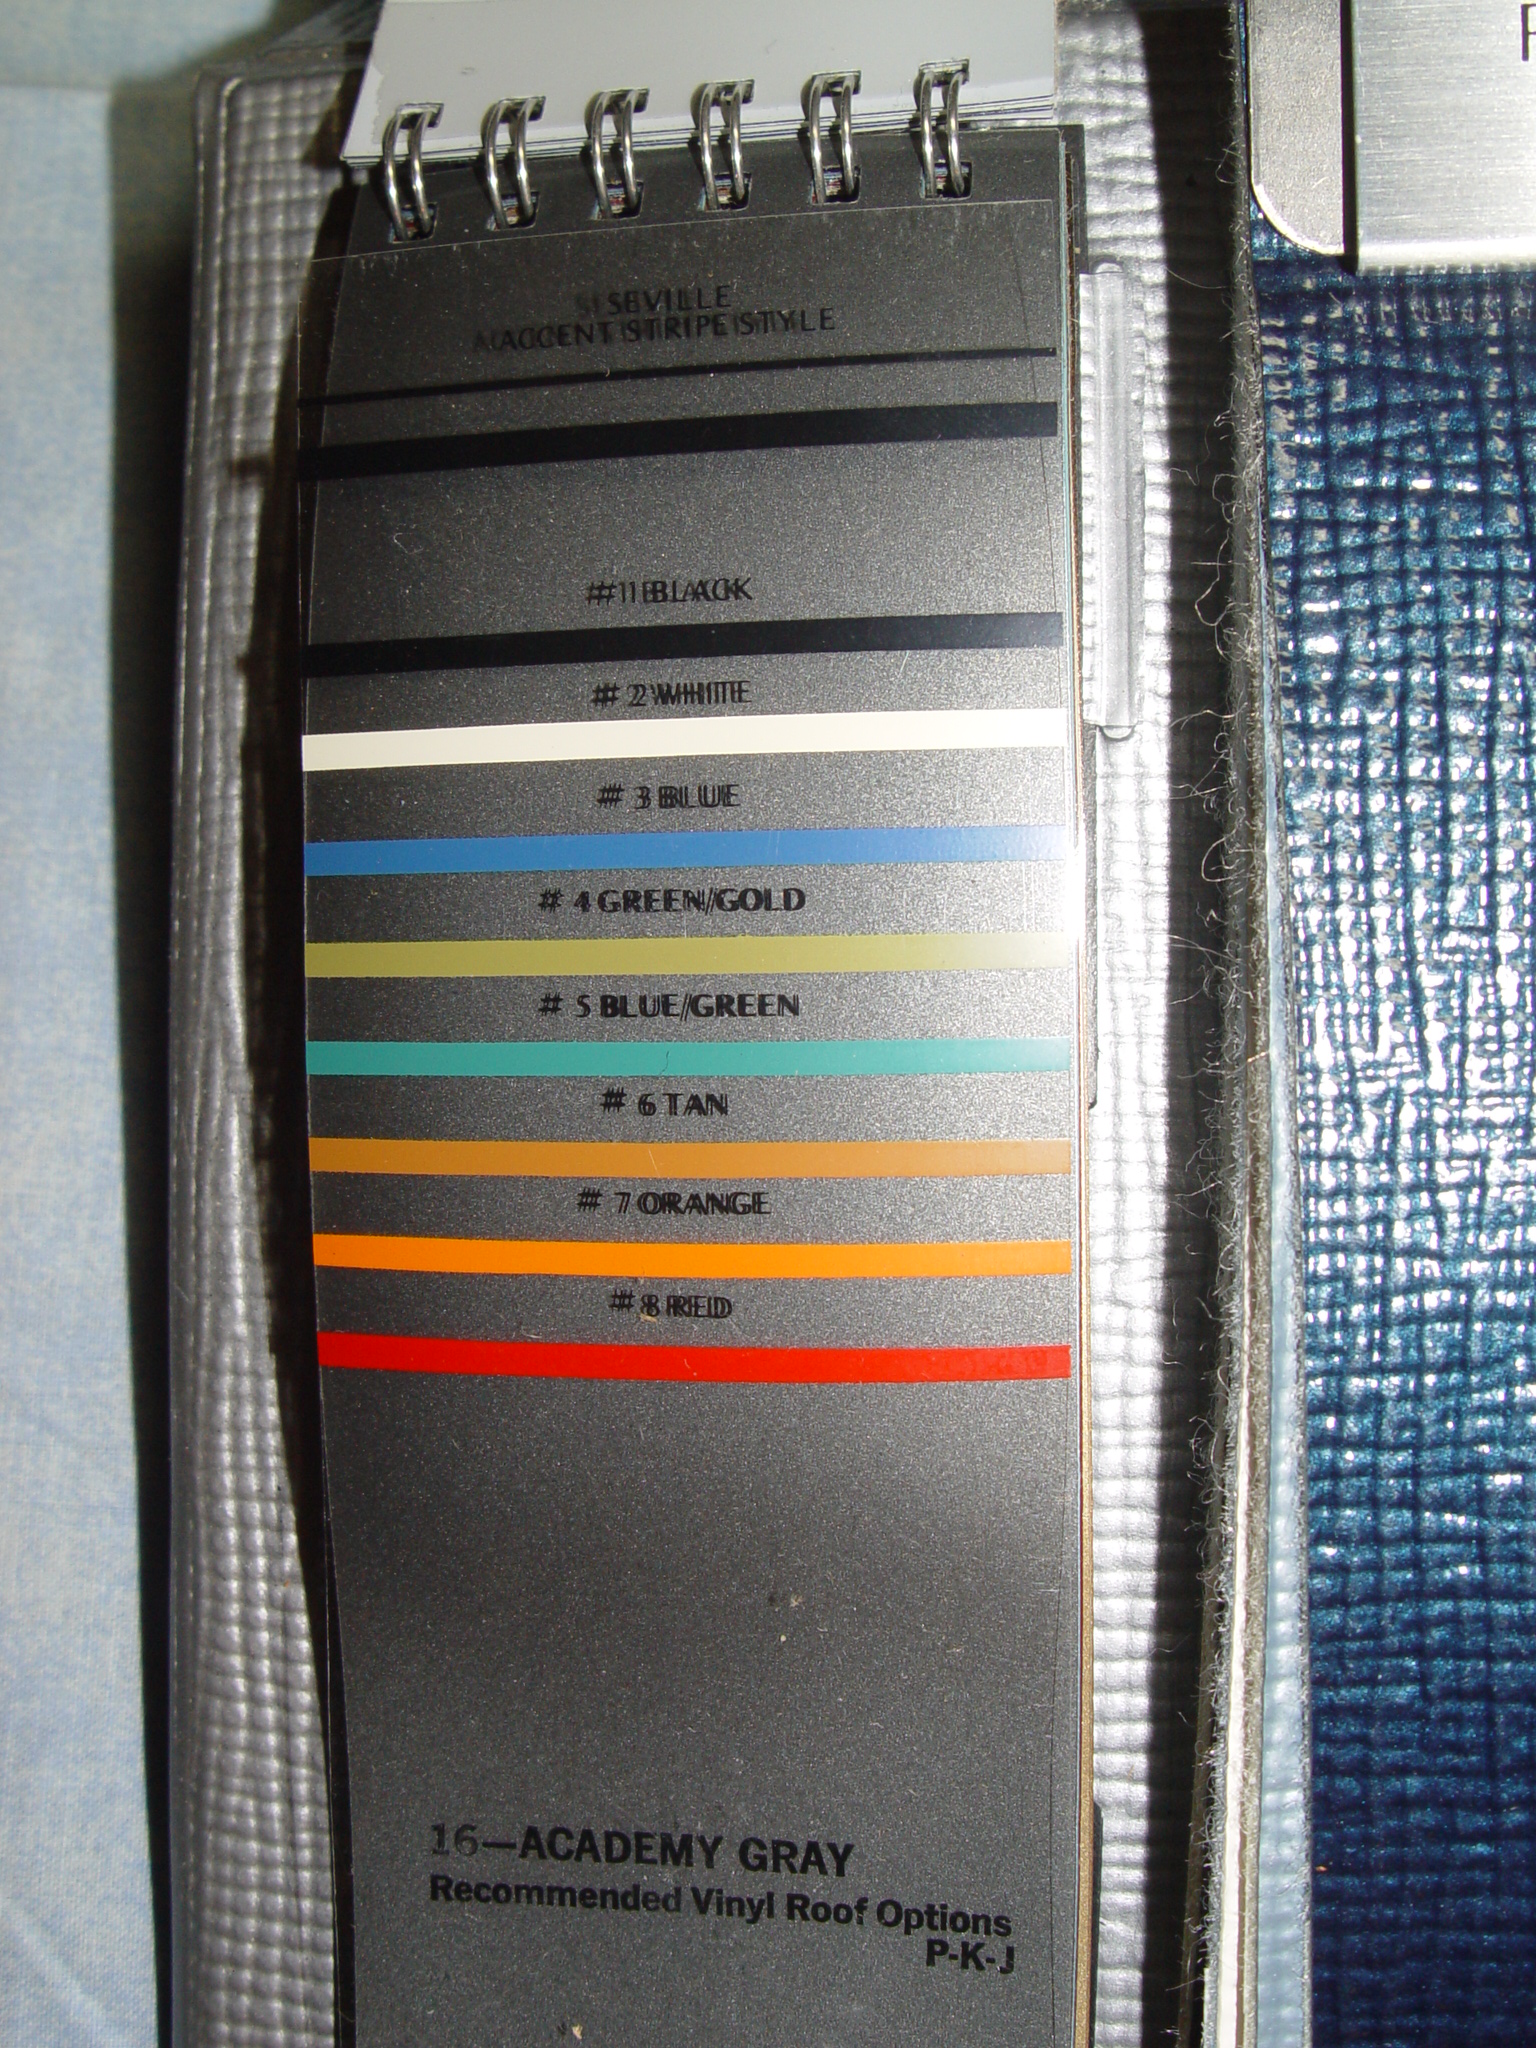 SEVILLE
ACCENT STRIPE STYLE
#1 BLACK
# 2 WHITE
# 3 BLUE
# 4 GREEN/GOLD
# 5 BLUE/GREEN
# 6 TAN
# 7 ORANGE
# 8 RED
16—ACADEMY GRAY
Recommended Vinyl Roof Options
P-K-J